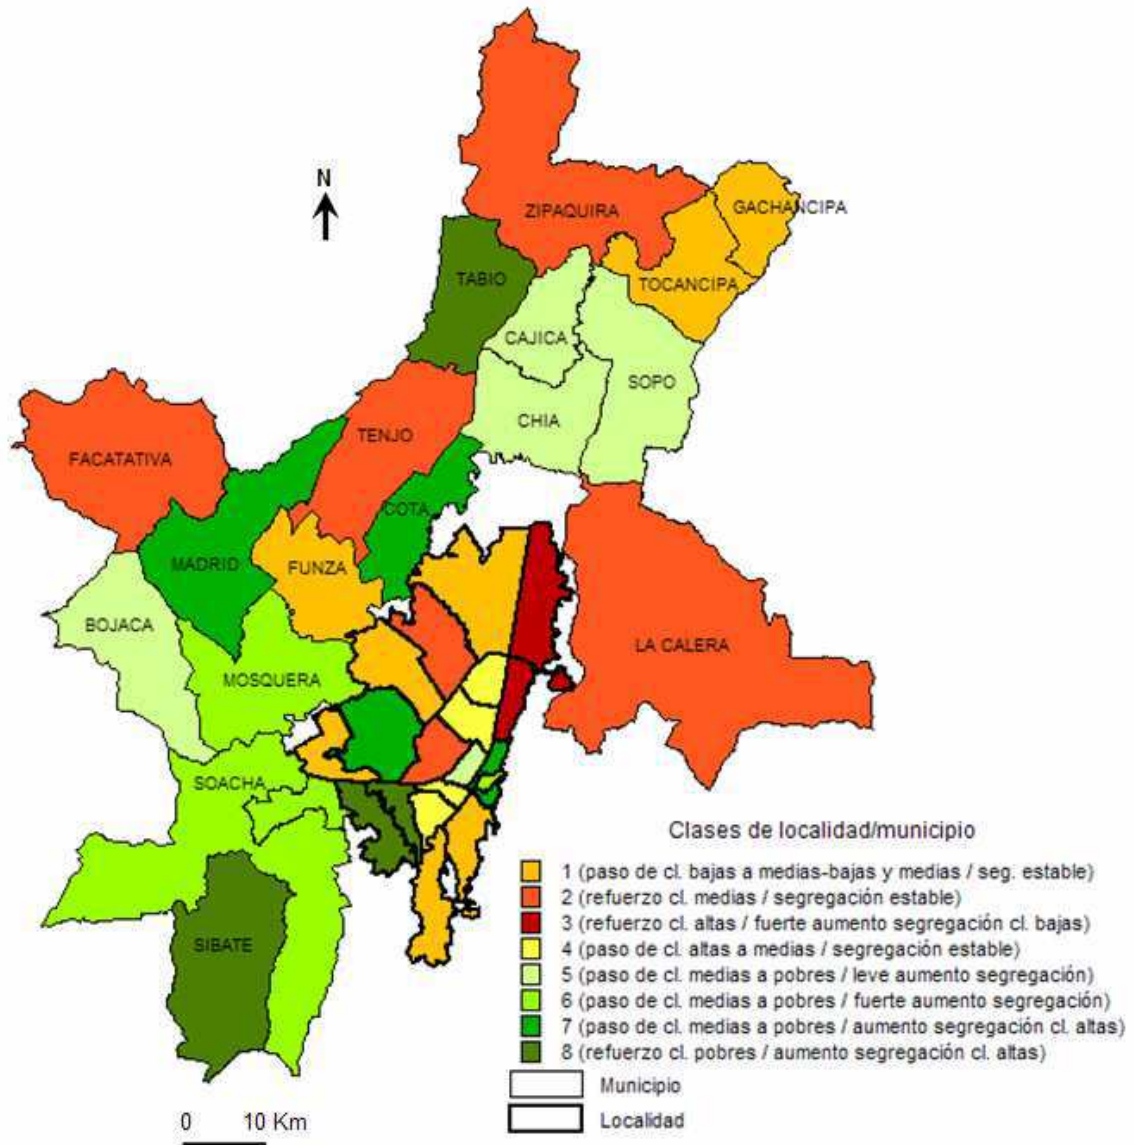 N
ZIPAQUIRA
GACHANCIPA
TABIO
TOCANCIPA
CAJICA
SOPO
CHIA
TENJO
FACATATIVA
COTA
MADRID
FUNZA
BOJACA
LA CALERA
MOSQUERA
SOACHA
SIBATE
Clases de localidad/municipio
1 (paso de cl. bajas a medias-bajas y medias / seg. estable)
2 (refuerzo cl. medias / segregación estable)
3 (refuerzo cl. altas / fuerte aumento segregación cl. bajas)
4 (paso de cl. altas a medias / segregación estable)
5 (paso de cl. medias a pobres / leve aumento segregación)
6 (paso de cl. medias a pobres / fuerte aumento segregación)
7 (paso de cl. medias a pobres / aumento segregación cl. altas)
8 (refuerzo cl. pobres / aumento segregación cl. altas)
Municipio
Localidad
0 10 Km